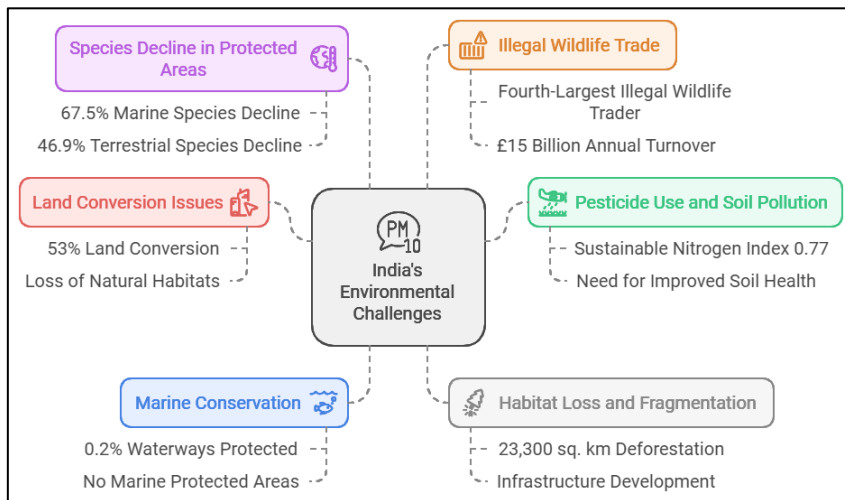 Species Decline in Protected
Areas
67.5% Marine Species Decline
46.9% Terrestrial Species Decline
Illegal Wildlife Trade
Fourth-Largest Illegal Wildlife
Trader
£15 Billion Annual Turnover
Land Conversion Issues
53% Land Conversion
Loss of Natural Habitats
PM
10
India's
Environmental
Challenges
Pesticide Use and Soil Pollution
Sustainable Nitrogen Index 0.77
Need for Improved Soil Health
Marine Conservation
0.2% Waterways Protected
No Marine Protected Areas
Habitat Loss and Fragmentation
23,300 sq. km Deforestation
Infrastructure Development